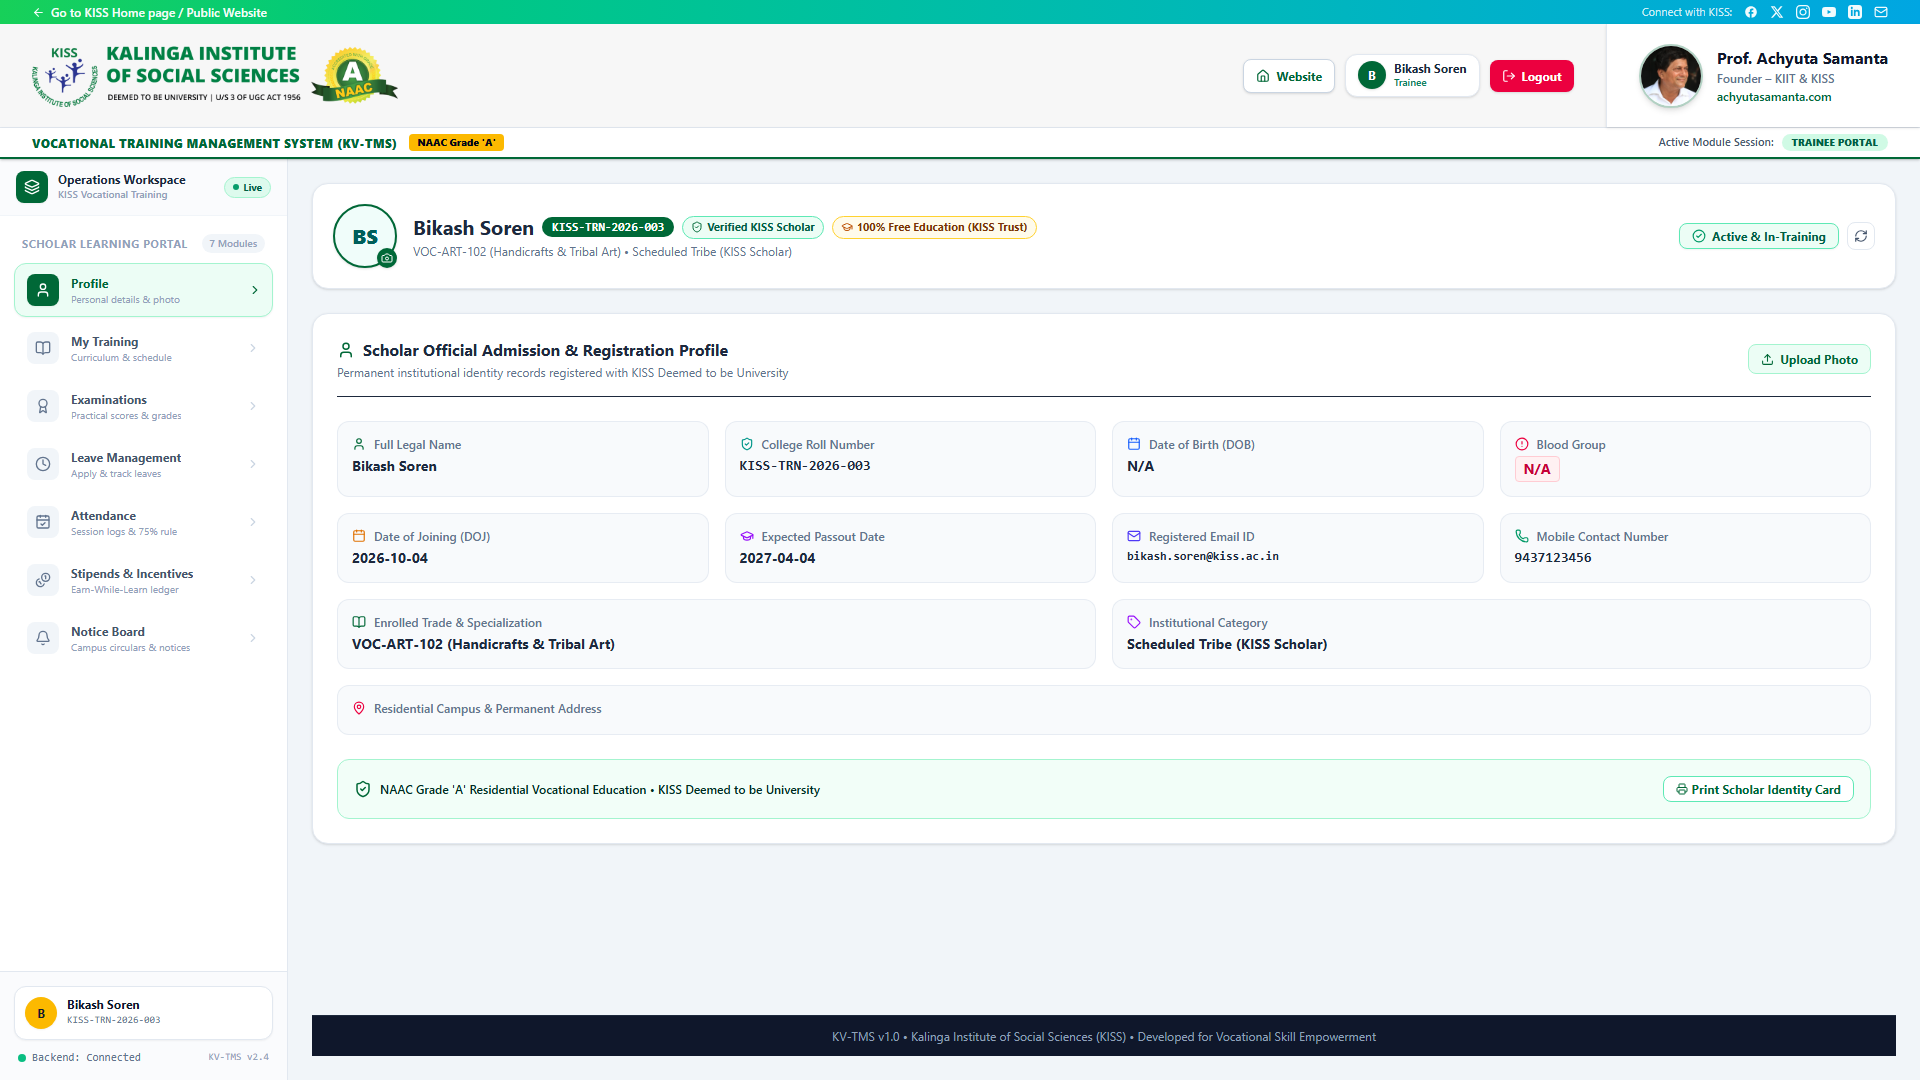 Go to KISS Home page / Public Website
Connect with KISS:
KISS
KALINGA INSTITUTE OF SOCIAL SCIENCES
KALINGA INSTITUTE
OF SOCIAL SCIENCES
DEEMED TO BE UNIVERSITY | U/S 3 OF UGC ACT 1956
A
NAAC
Website
B
Bikash Soren
Trainee
Logout
Prof. Achyuta Samanta
Founder – KIIT & KISS
achyutasamanta.com
VOCATIONAL TRAINING MANAGEMENT SYSTEM (KV-TMS)
NAAC Grade 'A'
Active Module Session:
TRAINEE PORTAL
Operations Workspace
KISS Vocational Training
Live
SCHOLAR LEARNING PORTAL
7 Modules
Profile
Personal details & photo
My Training
Curriculum & schedule
Examinations
Practical scores & grades
Leave Management
Apply & track leaves
Attendance
Session logs & 75% rule
Stipends & Incentives
Earn-While-Learn ledger
Notice Board
Campus circulars & notices
B
Bikash Soren
KISS-TRN-2026-003
Backend: Connected
KV-TMS v2.4
BS
Bikash Soren
KISS-TRN-2026-003
Verified KISS Scholar
100% Free Education (KISS Trust)
VOC-ART-102 (Handicrafts & Tribal Art) • Scheduled Tribe (KISS Scholar)
Active & In-Training
Scholar Official Admission & Registration Profile
Permanent institutional identity records registered with KISS Deemed to be University
Upload Photo
Full Legal Name
Bikash Soren
College Roll Number
KISS-TRN-2026-003
Date of Birth (DOB)
N/A
Blood Group
N/A
Date of Joining (DOJ)
2026-10-04
Expected Passout Date
2027-04-04
Registered Email ID
bikash.soren@kiss.ac.in
Mobile Contact Number
9437123456
Enrolled Trade & Specialization
VOC-ART-102 (Handicrafts & Tribal Art)
Institutional Category
Scheduled Tribe (KISS Scholar)
Residential Campus & Permanent Address
NAAC Grade 'A' Residential Vocational Education • KISS Deemed to be University
Print Scholar Identity Card
KV-TMS v1.0 • Kalinga Institute of Social Sciences (KISS) • Developed for Vocational Skill Empowerment